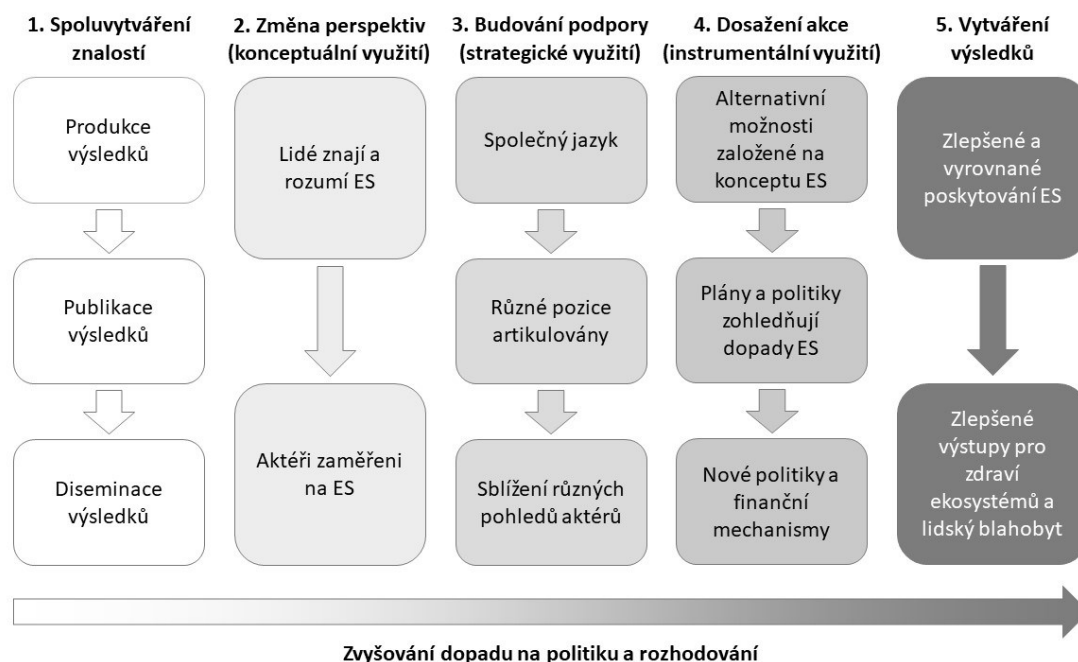 1. Spoluvytváření
znalostí
2. Změna perspektiv
(konceptuální využití)
3. Budování podpory
(strategické využití)
4. Dosažení akce
(instrumentální využití)
5. Vytváření
výsledků
Produkce
výsledků
Publikace
výsledků
Diseminace
výsledků
Lidé znají a
rozumí ES
Aktéři zaměřeni
na ES
Společný jazyk
Různé pozice
artikulovány
Sblížení různých
pohledů aktérů
Alternativní
možnosti
založené na
konceptu ES
Plány a politiky
zohledňují
dopady ES
Nové politiky a
finanční
mechanismy
Zlepšené a
vyrovnané
poskytování ES
Zlepšené
výstupy pro
zdraví
ekosystémů a
lidský blahobyt
Zvyšování dopadu na politiku a rozhodování